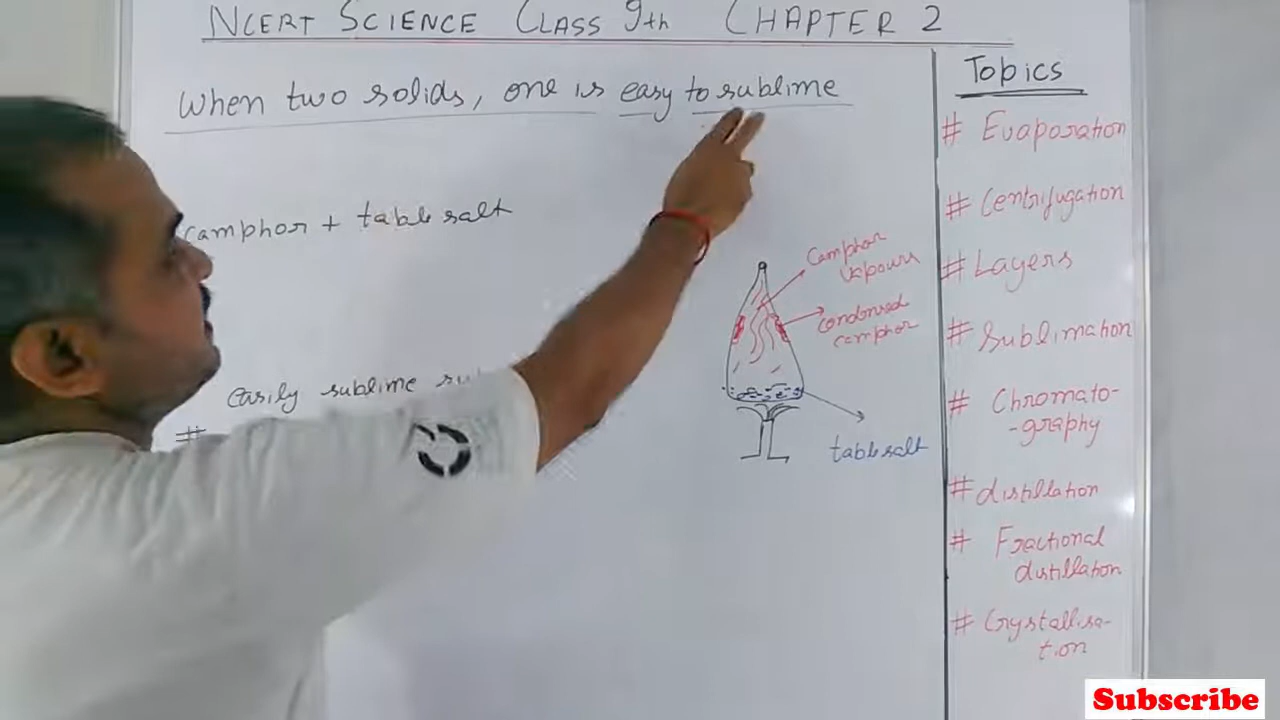 NCERT SCIENCE CLASS 9th CHAPTER 2
When two solids, one is easy to sublime
camphor + table salt
Camphor
Vapours
condensed
camphor
easily sublime
#
table salt
Topics
# Evaporation
# Centrifugation
# Layers
# Sublimation
# Chromato-
-graphy
# distillation
# Fractional
distillation
# Crystallisa-
tion
Subscribe